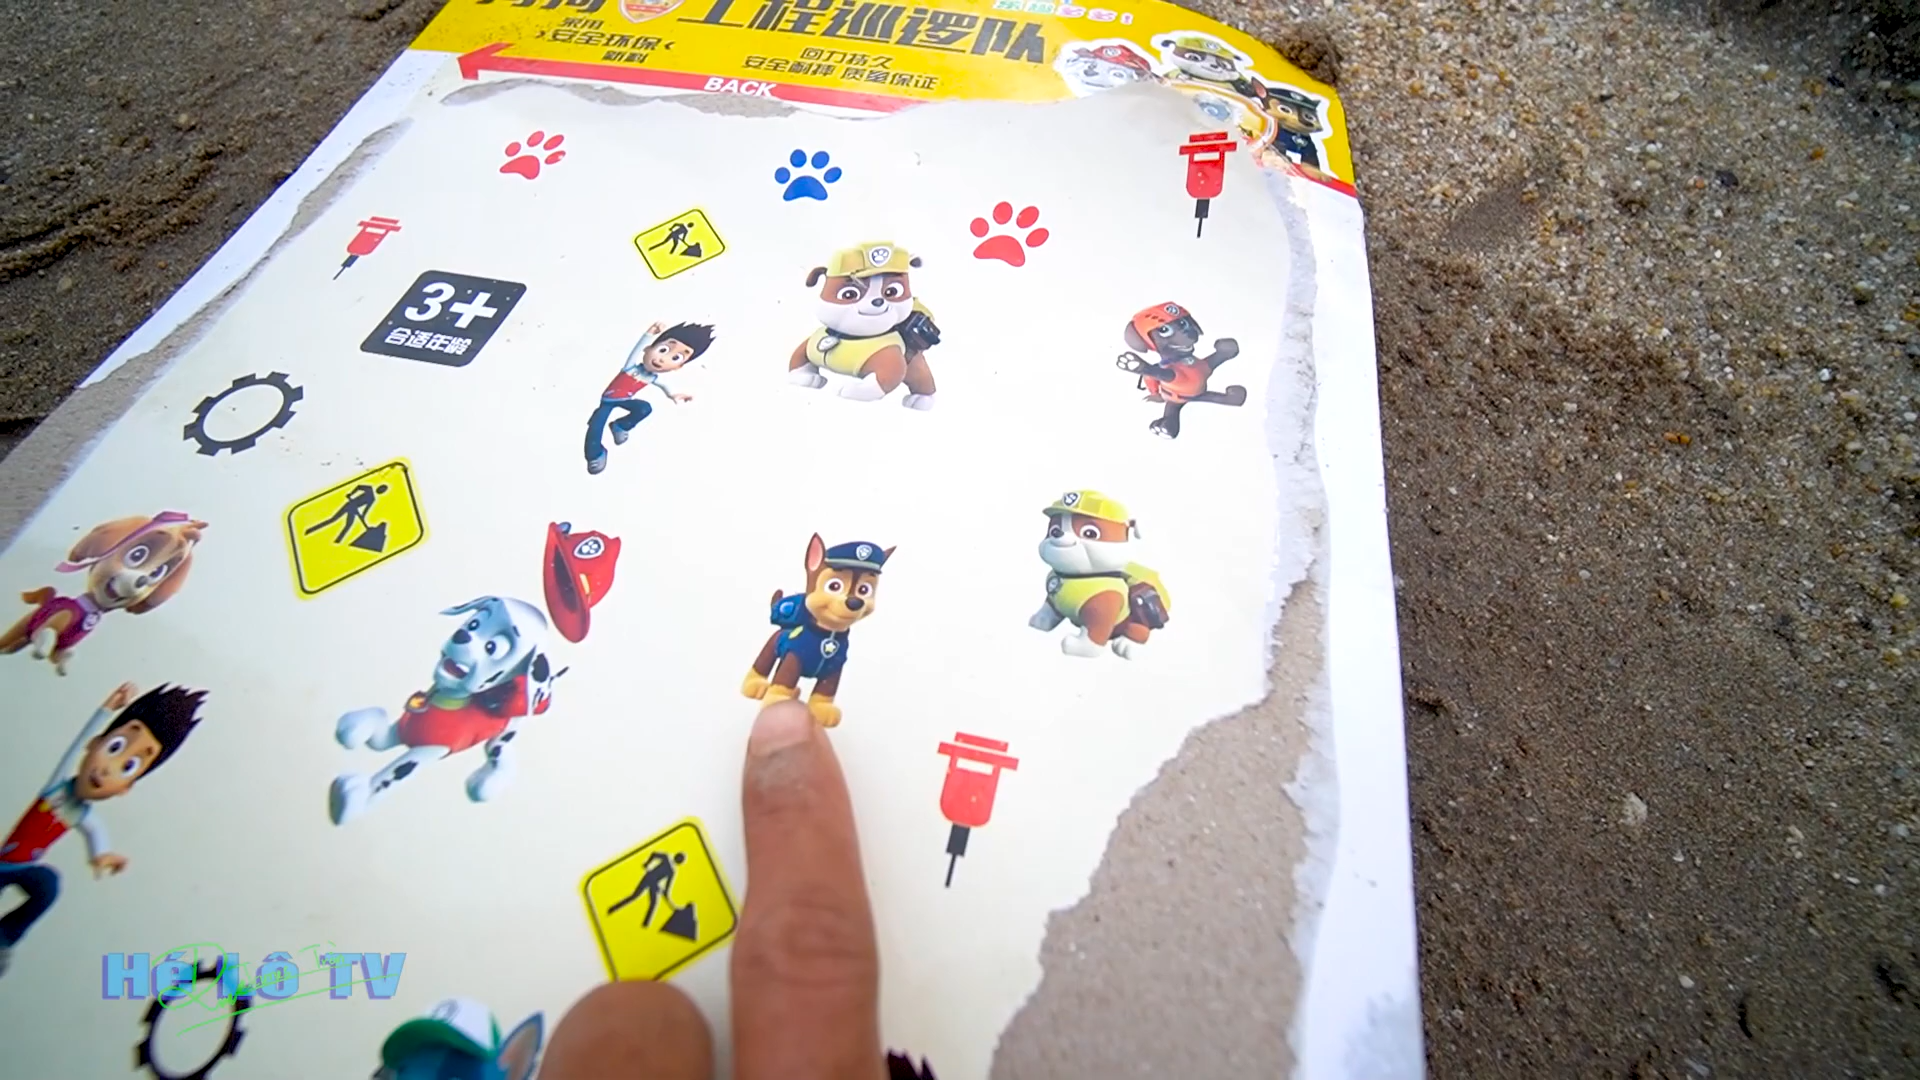 工程巡逻队
采用
安全环保
新料
回力持久
安全耐摔 质量保证
BACK
3+
合适年龄
Hé Lô TV